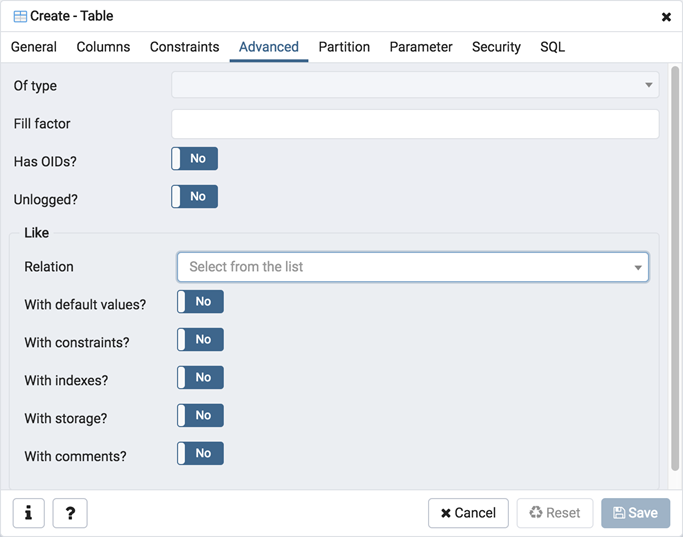 Create - Table
General Columns Constraints Advanced Partition Parameter Security SQL
Of type
Fill factor
Has OIDs? No
Unlogged? No
Like
Relation Select from the list
With default values? No
With constraints? No
With indexes? No
With storage? No
With comments? No
i ? Cancel Reset Save